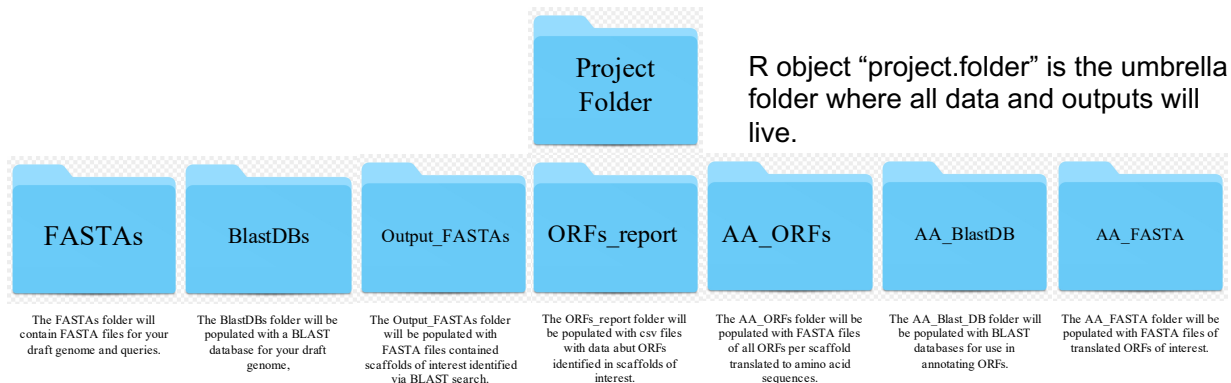 Project
Folder
R object “project.folder” is the umbrella
folder where all data and outputs will
live.
FASTAs
BlastDBs
Output_FASTAs
ORFs_report
AA_ORFs
AA_BlastDB
AA_FASTA
The FASTAs folder will
contain FASTA files for your
draft genome and queries.
The BlastDBs folder will be
populated with a BLAST
database for your draft
genome,
The Output_FASTAs folder
will be populated with
FASTA files contained
scaffolds of interest identified
via BLAST search.
The ORFs_report folder will
be populated with csv files
with data abut ORFs
identified in scaffolds of
interest.
The AA_ORFs folder will be
populated with FASTA files
of all ORFs per scaffold
translated to amino acid
sequences.
The AA_Blast_DB folder will
be populated with BLAST
databases for use in
annotating ORFs.
The AA_FASTA folder will be
populated with FASTA files of
translated ORFs of interest.